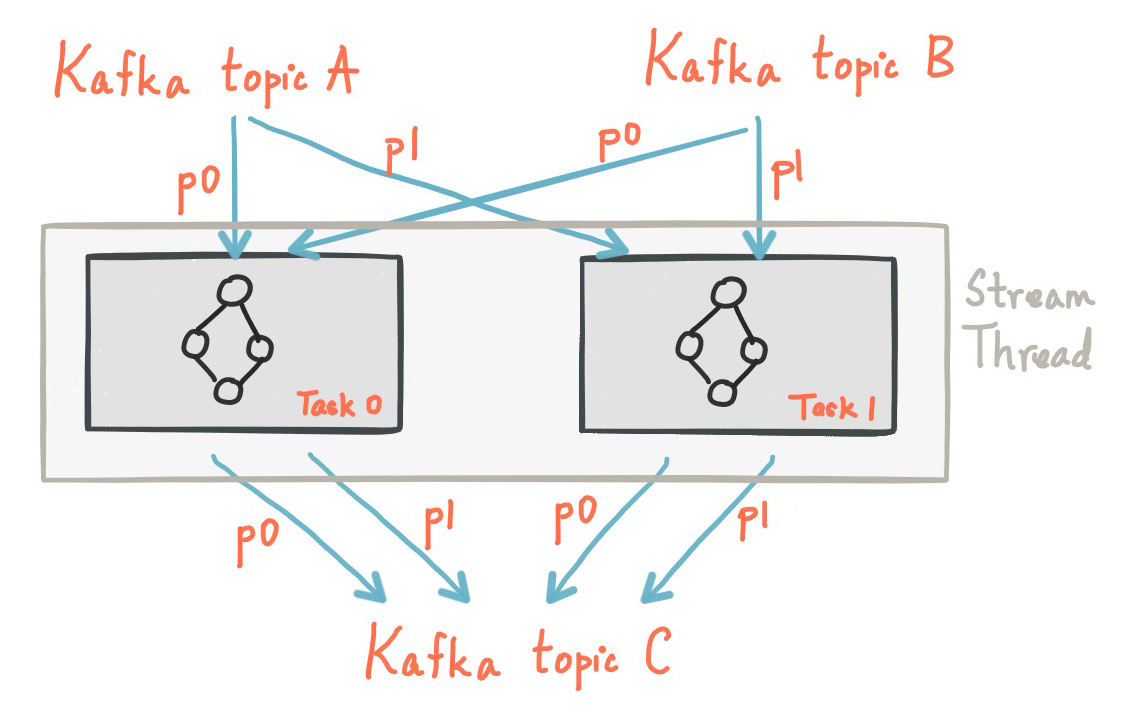 Kafka topic A
Kafka topic B
p0
p1
p0
p1
Stream
Thread
Task 0
Task 1
p0
p1
p0
p1
Kafka topic C